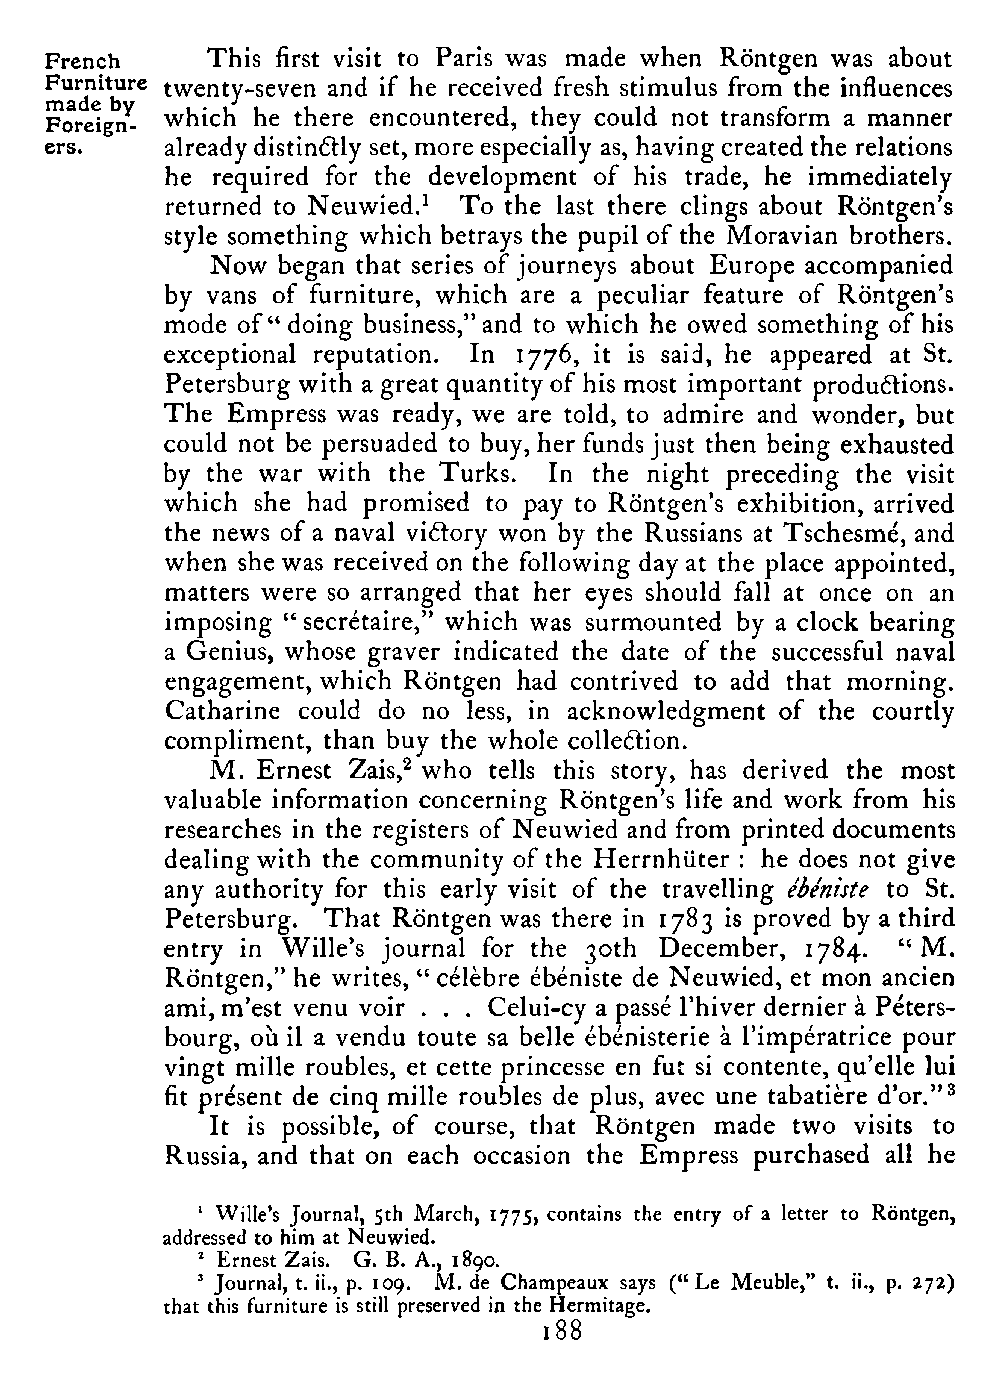 French
Furniture
made by
Foreign-
ers.
This first visit to Paris was made when Röntgen was about
twenty-seven and if he received fresh stimulus from the influences
which he there encountered, they could not transform a manner
already distinctly set, more especially as, having created the relations
he required for the development of his trade, he immediately
returned to Neuwied.¹ To the last there clings about Röntgen's
style something which betrays the pupil of the Moravian brothers.
Now began that series of journeys about Europe accompanied
by vans of furniture, which are a peculiar feature of Röntgen's
mode of "doing business," and to which he owed something of his
exceptional reputation. In 1776, it is said, he appeared at St.
Petersburg with a great quantity of his most important productions.
The Empress was ready, we are told, to admire and wonder, but
could not be persuaded to buy, her funds just then being exhausted
by the war with the Turks. In the night preceding the visit
which she had promised to pay to Röntgen's exhibition, arrived
the news of a naval victory won by the Russians at Tschesmé, and
when she was received on the following day at the place appointed,
matters were so arranged that her eyes should fall at once on an
imposing "secrétaire," which was surmounted by a clock bearing
a Genius, whose graver indicated the date of the successful naval
engagement, which Röntgen had contrived to add that morning.
Catharine could do no less, in acknowledgment of the courtly
compliment, than buy the whole collection.
M. Ernest Zais,² who tells this story, has derived the most
valuable information concerning Röntgen's life and work from his
researches in the registers of Neuwied and from printed documents
dealing with the community of the Herrnhüter : he does not give
any authority for this early visit of the travelling ébéniste to St.
Petersburg. That Röntgen was there in 1783 is proved by a third
entry in Wille's journal for the 30th December, 1784. "M.
Röntgen," he writes, "célèbre ébéniste de Neuwied, et mon ancien
ami, m'est venu voir . . . Celui-cy a passé l'hiver dernier à Péters-
bourg, où il a vendu toute sa belle ébénisterie à l'impératrice pour
vingt mille roubles, et cette princesse en fut si contente, qu'elle lui
fit présent de cinq mille roubles de plus, avec une tabatière d'or."³
It is possible, of course, that Röntgen made two visits to
Russia, and that on each occasion the Empress purchased all he
¹ Wille's Journal, 5th March, 1775, contains the entry of a letter to Röntgen,
addressed to him at Neuwied.
² Ernest Zais. G. B. A., 1890.
³ Journal, t. ii., p. 109. M. de Champeaux says ("Le Meuble," t. ii., p. 272)
that this furniture is still preserved in the Hermitage.
188